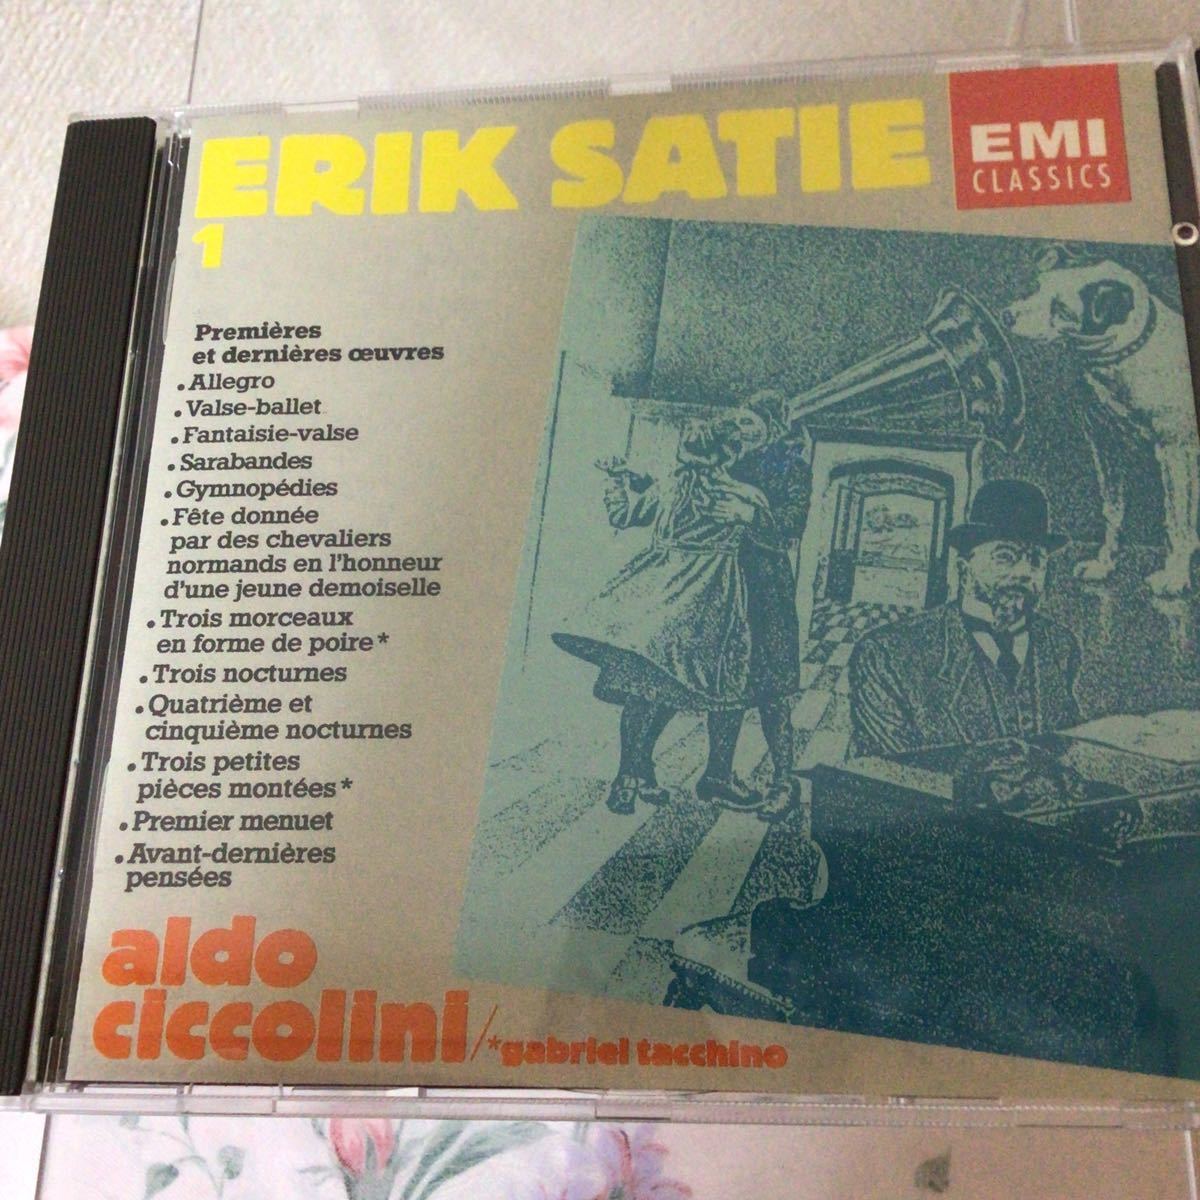 ERIK SATIE
EMI
CLASSICS
1
Premières
et dernières œuvres
• Allegro
• Valse-ballet
• Fantaisie-valse
• Sarabandes
• Gymnopédies
• Fête donnée
par des chevaliers
normands en l'honneur
d'une jeune demoiselle
• Trois morceaux
en forme de poire*
• Trois nocturnes
• Quatrième et
cinquième nocturnes
• Trois petites
pièces montées*
• Premier menuet
• Avant-dernières
pensées
aldo
ciccolini/*gabriel tacchino